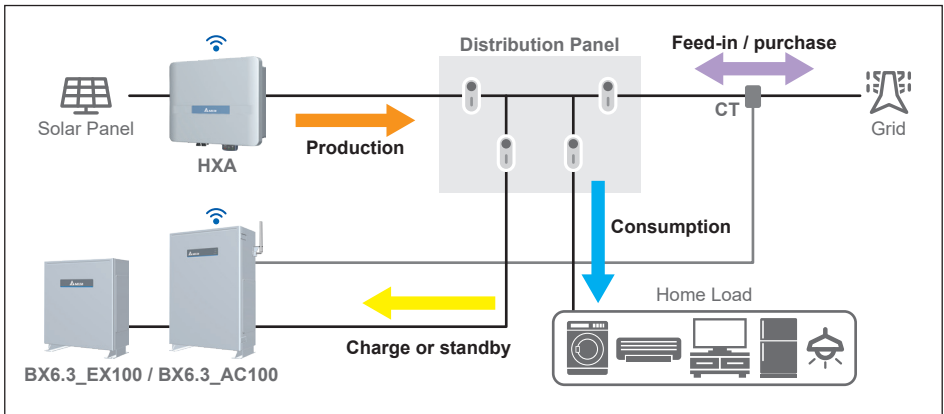 Distribution Panel
Feed-in / purchase
Solar Panel
HXA
Production
CT
Grid
Consumption
Home Load
Charge or standby
BX6.3_EX100 / BX6.3_AC100